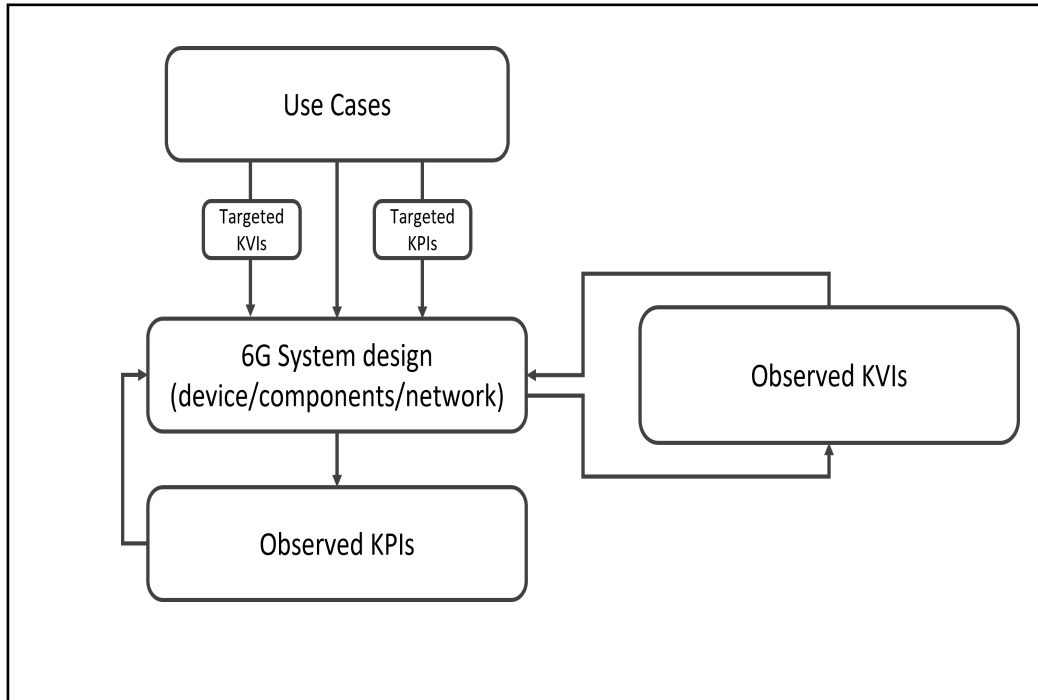 Use Cases
Targeted
KVIs
Targeted
KPIs
6G System design
(device/components/network)
Observed KVIs
Observed KPIs